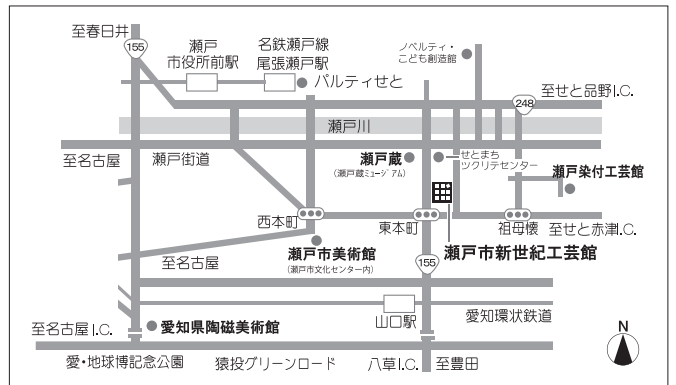 至春日井
155
瀬戸
市役所前駅
名鉄瀬戸線
尾張瀬戸駅
パルティせと
ノベルティ・
こども創造館
至せと品野I.C.
248
瀬戸川
至名古屋
瀬戸街道
瀬戸蔵
(瀬戸蔵ミュージアム)
せとまち
ツクリテセンター
瀬戸染付工芸館
西本町
東本町
祖母懐
至せと赤津I.C.
瀬戸市美術館
(瀬戸市文化センター内)
瀬戸市新世紀工芸館
至名古屋
155
山口駅
愛知環状鉄道
至名古屋I.C.
愛知県陶磁美術館
N
愛・地球博記念公園
猿投グリーンロード
八草I.C.
至豊田